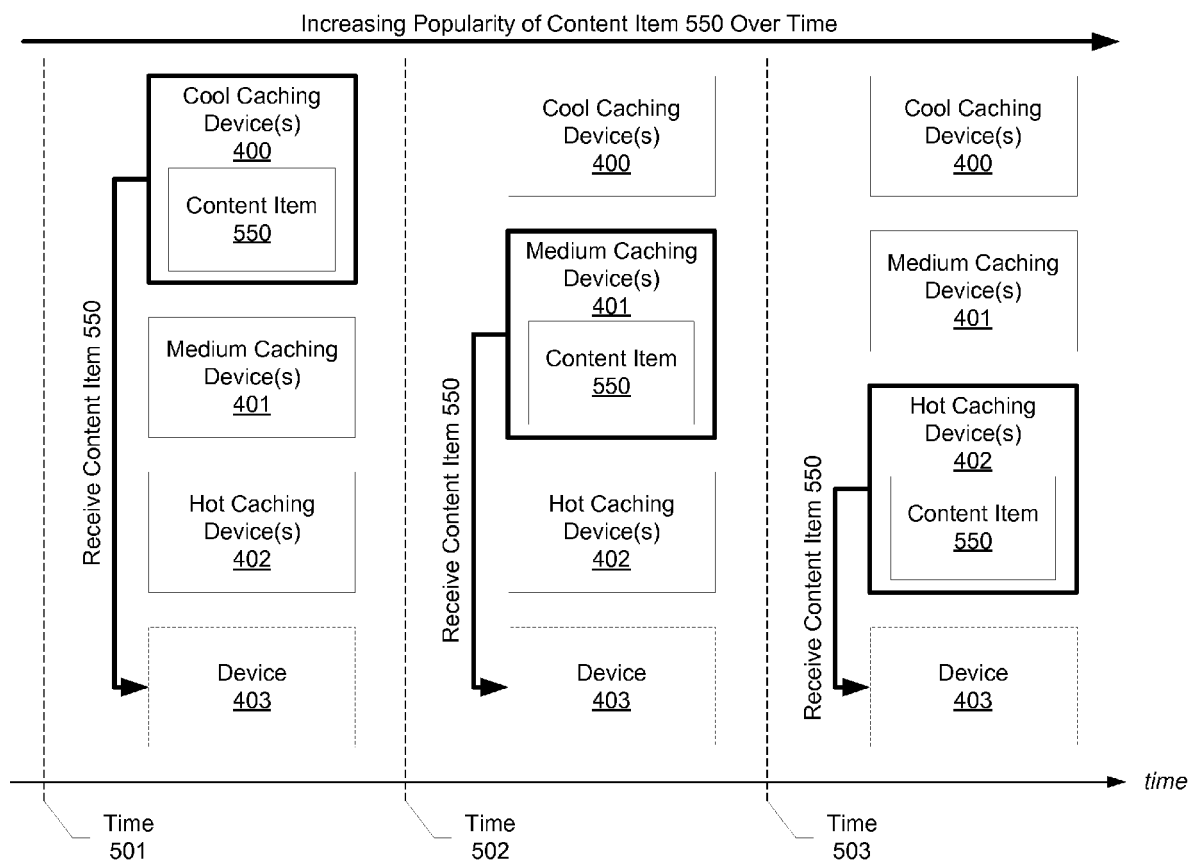 Increasing Popularity of Content Item 550 Over Time
Cool Caching
Device(s)
400
Content Item
550
Medium Caching
Device(s)
401
Hot Caching
Device(s)
402
Device
403
Receive Content Item 550
Cool Caching
Device(s)
400
Medium Caching
Device(s)
401
Content Item
550
Hot Caching
Device(s)
402
Device
403
Receive Content Item 550
Cool Caching
Device(s)
400
Medium Caching
Device(s)
401
Hot Caching
Device(s)
402
Content Item
550
Device
403
Receive Content Item 550
time
Time
501
Time
502
Time
503